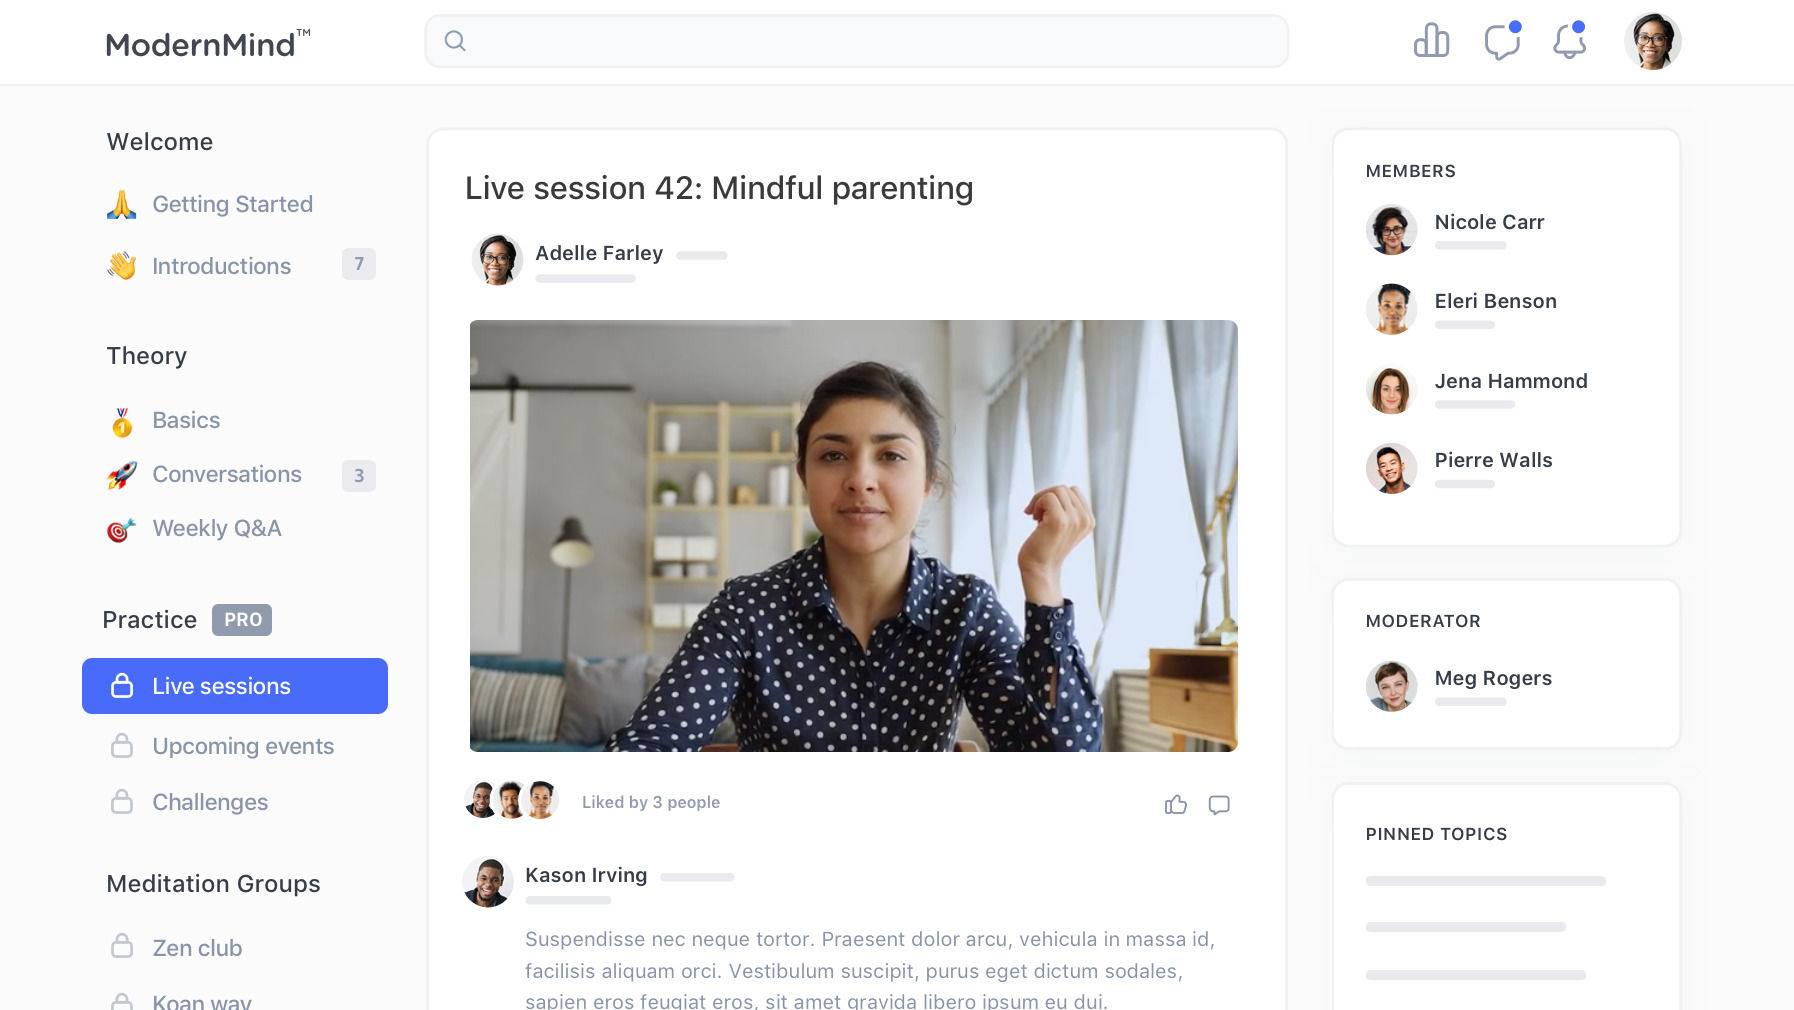 ModernMind™
Welcome
Getting Started
Introductions 7
Theory
Basics
Conversations 3
Weekly Q&A
Practice PRO
Live sessions
Upcoming events
Challenges
Meditation Groups
Zen club
Koan way
Live session 42: Mindful parenting
Adelle Farley
Liked by 3 people
Kason Irving
Suspendisse nec neque tortor. Praesent dolor arcu, vehicula in massa id,
facilisis aliquam orci. Vestibulum suscipit, purus eget dictum sodales,
sapien eros feugiat eros, sit amet gravida libero ipsum eu dui.
MEMBERS
Nicole Carr
Eleri Benson
Jena Hammond
Pierre Walls
MODERATOR
Meg Rogers
PINNED TOPICS